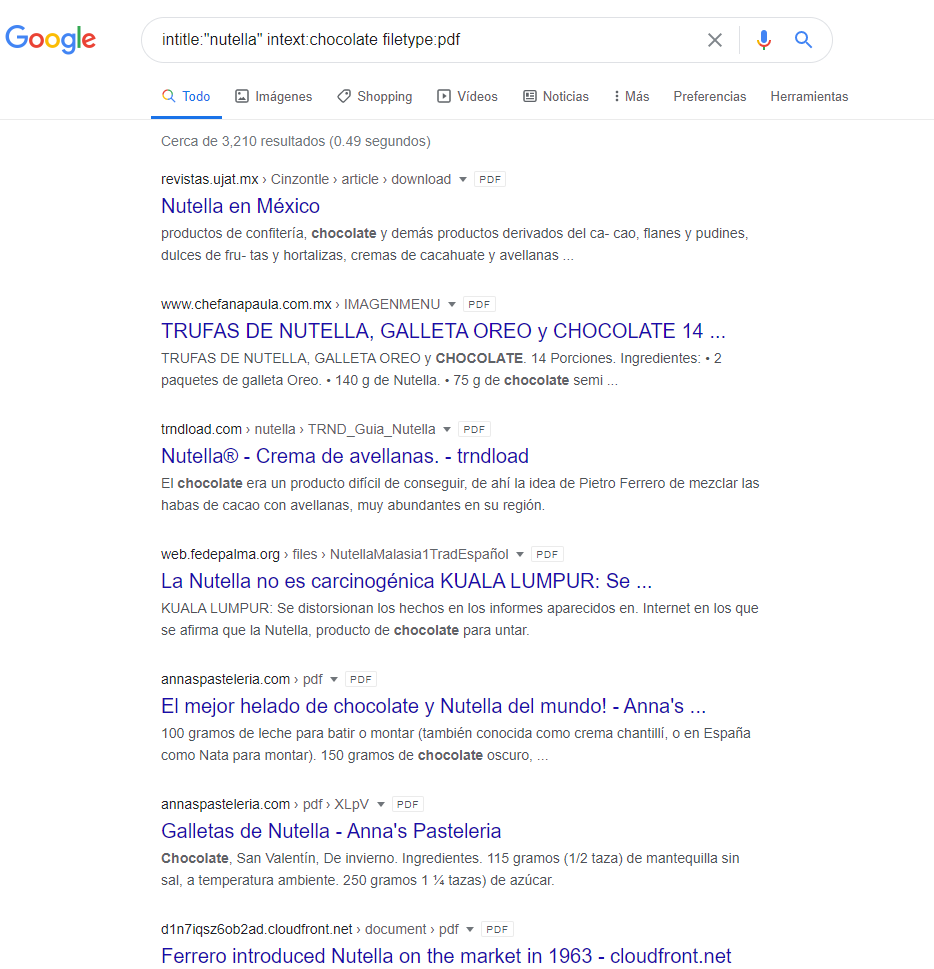 Google
intitle:"nutella" intext:chocolate filetype:pdf
Todo Imágenes Shopping Vídeos Noticias Más Preferencias Herramientas
Cerca de 3,210 resultados (0.49 segundos)
revistas.ujat.mx › Cinzontle › article › download PDF
Nutella en México
productos de confitería, chocolate y demás productos derivados del ca- cao, flanes y pudines,
dulces de fru- tas y hortalizas, cremas de cacahuate y avellanas ...
www.chefanapaula.com.mx › IMAGENMENU PDF
TRUFAS DE NUTELLA, GALLETA OREO y CHOCOLATE 14 ...
TRUFAS DE NUTELLA, GALLETA OREO y CHOCOLATE. 14 Porciones. Ingredientes: • 2
paquetes de galleta Oreo. • 140 g de Nutella. • 75 g de chocolate semi ...
trndload.com › nutella › TRND_Guia_Nutella PDF
Nutella® - Crema de avellanas. - trndload
El chocolate era un producto difícil de conseguir, de ahí la idea de Pietro Ferrero de mezclar las
habas de cacao con avellanas, muy abundantes en su región.
web.fedepalma.org › files › NutellaMalasia1TradEspañol PDF
La Nutella no es carcinogénica KUALA LUMPUR: Se ...
KUALA LUMPUR: Se distorsionan los hechos en los informes aparecidos en. Internet en los que
se afirma que la Nutella, producto de chocolate para untar.
annaspasteleria.com › pdf PDF
El mejor helado de chocolate y Nutella del mundo! - Anna's ...
100 gramos de leche para batir o montar (también conocida como crema chantillí, o en España
como Nata para montar). 150 gramos de chocolate oscuro, ...
annaspasteleria.com › pdf › XLpV PDF
Galletas de Nutella - Anna's Pasteleria
Chocolate, San Valentín, De invierno. Ingredientes. 115 gramos (1/2 taza) de mantequilla sin
sal, a temperatura ambiente. 250 gramos 1 ¼ tazas) de azúcar.
d1n7iqsz6ob2ad.cloudfront.net › document › pdf PDF
Ferrero introduced Nutella on the market in 1963 - cloudfront.net